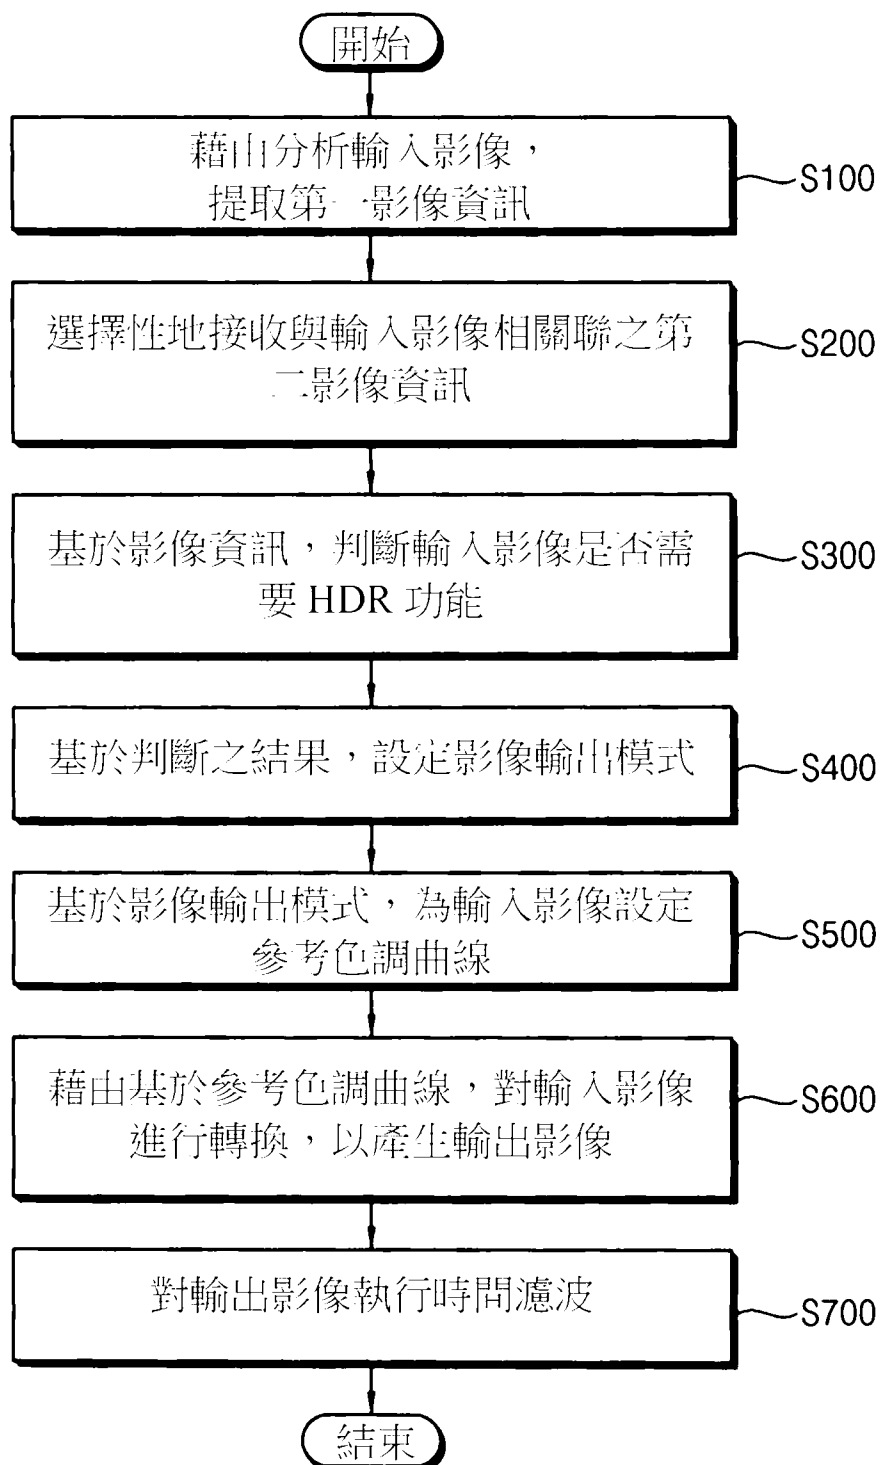 開始
藉由分析輸入影像，
提取第一影像資訊
S100
選擇性地接收與輸入影像相關聯之第
二影像資訊
S200
基於影像資訊，判斷輸入影像是否需
要 HDR 功能
S300
基於判斷之結果，設定影像輸出模式
S400
基於影像輸出模式，為輸入影像設定
參考色調曲線
S500
藉由基於參考色調曲線，對輸入影像
進行轉換，以產生輸出影像
S600
對輸出影像執行時間濾波
S700
結束